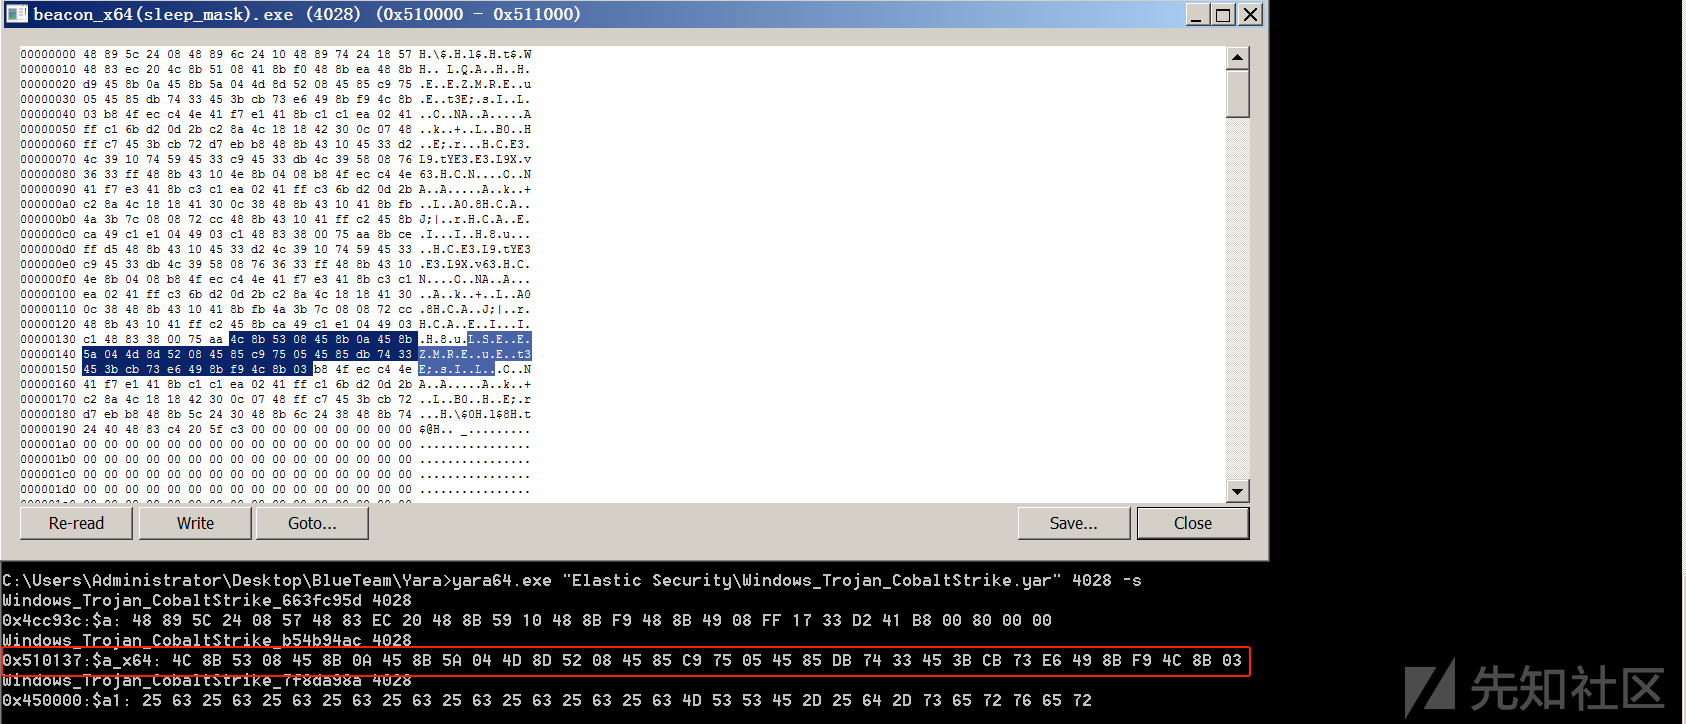 beacon_x64(sleep_mask).exe (4028) (0x510000 - 0x511000)
00000000 48 89 5c 24 08 48 89 6c 24 10 48 89 74 24 18 57 H.\$.H.l$.H.t$.W
00000010 48 83 ec 20 4c 8b 51 08 41 8b f0 48 8b ea 48 8b H.. L.Q.A..H..H.
00000020 d9 45 8b 0a 45 8b 5a 04 4d 8d 52 08 45 85 c9 75 .E..E.Z.M.R.E..u
00000030 05 45 85 db 74 33 45 3b cb 73 e6 49 8b f9 4c 8b .E..t3E;.s.I..L.
00000040 03 b8 4f ec c4 4e 41 f7 e1 41 8b c1 c1 ea 02 41 ..O..NA..A.....A
00000050 ff c1 6b d2 0d 2b c2 8a 4c 18 18 42 30 0c 07 48 ..k..+..L..B0..H
00000060 ff c7 45 3b cb 72 d7 eb b8 48 8b 43 10 45 33 d2 ..E;.r...H.C.E3.
00000070 4c 39 10 74 59 45 33 c9 45 33 db 4c 39 58 08 76 L9.tYE3.E3.L9X.v
00000080 36 33 ff 48 8b 43 10 4e 8b 04 08 b8 4f ec c4 4e 63.H.C.N....O..N
00000090 41 f7 e3 41 8b c3 c1 ea 02 41 ff c3 6b d2 0d 2b A..A.....A..k..+
000000a0 c2 8a 4c 18 18 41 30 0c 38 48 8b 43 10 41 8b fb ..L..A0.8H.C.A..
000000b0 4a 3b 7c 08 08 72 cc 48 8b 43 10 41 ff c2 45 8b J;|..r.H.C.A..E.
000000c0 ca 49 c1 e1 04 49 03 c1 48 83 38 00 75 aa 8b ce .I...I..H.8.u...
000000d0 ff d5 48 8b 43 10 45 33 d2 4c 39 10 74 59 45 33 ..H.C.E3.L9.tYE3
000000e0 c9 45 33 db 4c 39 58 08 76 36 33 ff 48 8b 43 10 .E3.L9X.v63.H.C.
000000f0 4e 8b 04 08 b8 4f ec c4 4e 41 f7 e3 41 8b c3 c1 N....O..NA..A...
00000100 ea 02 41 ff c3 6b d2 0d 2b c2 8a 4c 18 18 41 30 ..A..k..+..L..A0
00000110 0c 38 48 8b 43 10 41 8b fb 4a 3b 7c 08 08 72 cc .8H.C.A..J;|..r.
00000120 48 8b 43 10 41 ff c2 45 8b ca 49 c1 e1 04 49 03 H.C.A..E..I...I.
00000130 c1 48 83 38 00 75 aa 4c 8b 53 08 45 8b 0a 45 8b .H.8.u.L.S.E..E.
00000140 5a 04 4d 8d 52 08 45 85 c9 75 05 45 85 db 74 33 Z.M.R.E..u.E..t3
00000150 45 3b cb 73 e6 49 8b f9 4c 8b 03 b8 4f ec c4 4e E;.s.I..L...O..N
00000160 41 f7 e1 41 8b c1 c1 ea 02 41 ff c1 6b d2 0d 2b A..A.....A..k..+
00000170 c2 8a 4c 18 18 42 30 0c 07 48 ff c7 45 3b cb 72 ..L..B0..H..E;.r
00000180 d7 eb b8 48 8b 5c 24 30 48 8b 6c 24 38 48 8b 74 ...H.\$0H.l$8H.t
00000190 24 40 48 83 c4 20 5f c3 00 00 00 00 00 00 00 00 $@H.. _.........
000001a0 00 00 00 00 00 00 00 00 00 00 00 00 00 00 00 00 ................
000001b0 00 00 00 00 00 00 00 00 00 00 00 00 00 00 00 00 ................
000001c0 00 00 00 00 00 00 00 00 00 00 00 00 00 00 00 00 ................
000001d0 00 00 00 00 00 00 00 00 00 00 00 00 00 00 00 00 ................
Re-read Write Goto... Save... Close
C:\Users\Administrator\Desktop\BlueTeam\Yara>yara64.exe "Elastic Security\Windows_Trojan_CobaltStrike.yar" 4028 -s
Windows_Trojan_CobaltStrike_663fc95d 4028
0x4cc93c:$a: 48 89 5C 24 08 57 48 83 EC 20 48 8B 59 10 48 8B F9 48 8B 49 08 FF 17 33 D2 41 B8 00 80 00 00
Windows_Trojan_CobaltStrike_b54b94ac 4028
0x510137:$a_x64: 4C 8B 53 08 45 8B 0A 45 8B 5A 04 4D 8D 52 08 45 85 C9 75 05 45 85 DB 74 33 45 3B CB 73 E6 49 8B F9 4C 8B 03
Windows_Trojan_CobaltStrike_7f8da98a 4028
0x450000:$a1: 25 63 25 63 25 63 25 63 25 63 25 63 25 63 25 63 25 63 4D 53 53 45 2D 25 64 2D 73 65 72 76 65 72
先知社区